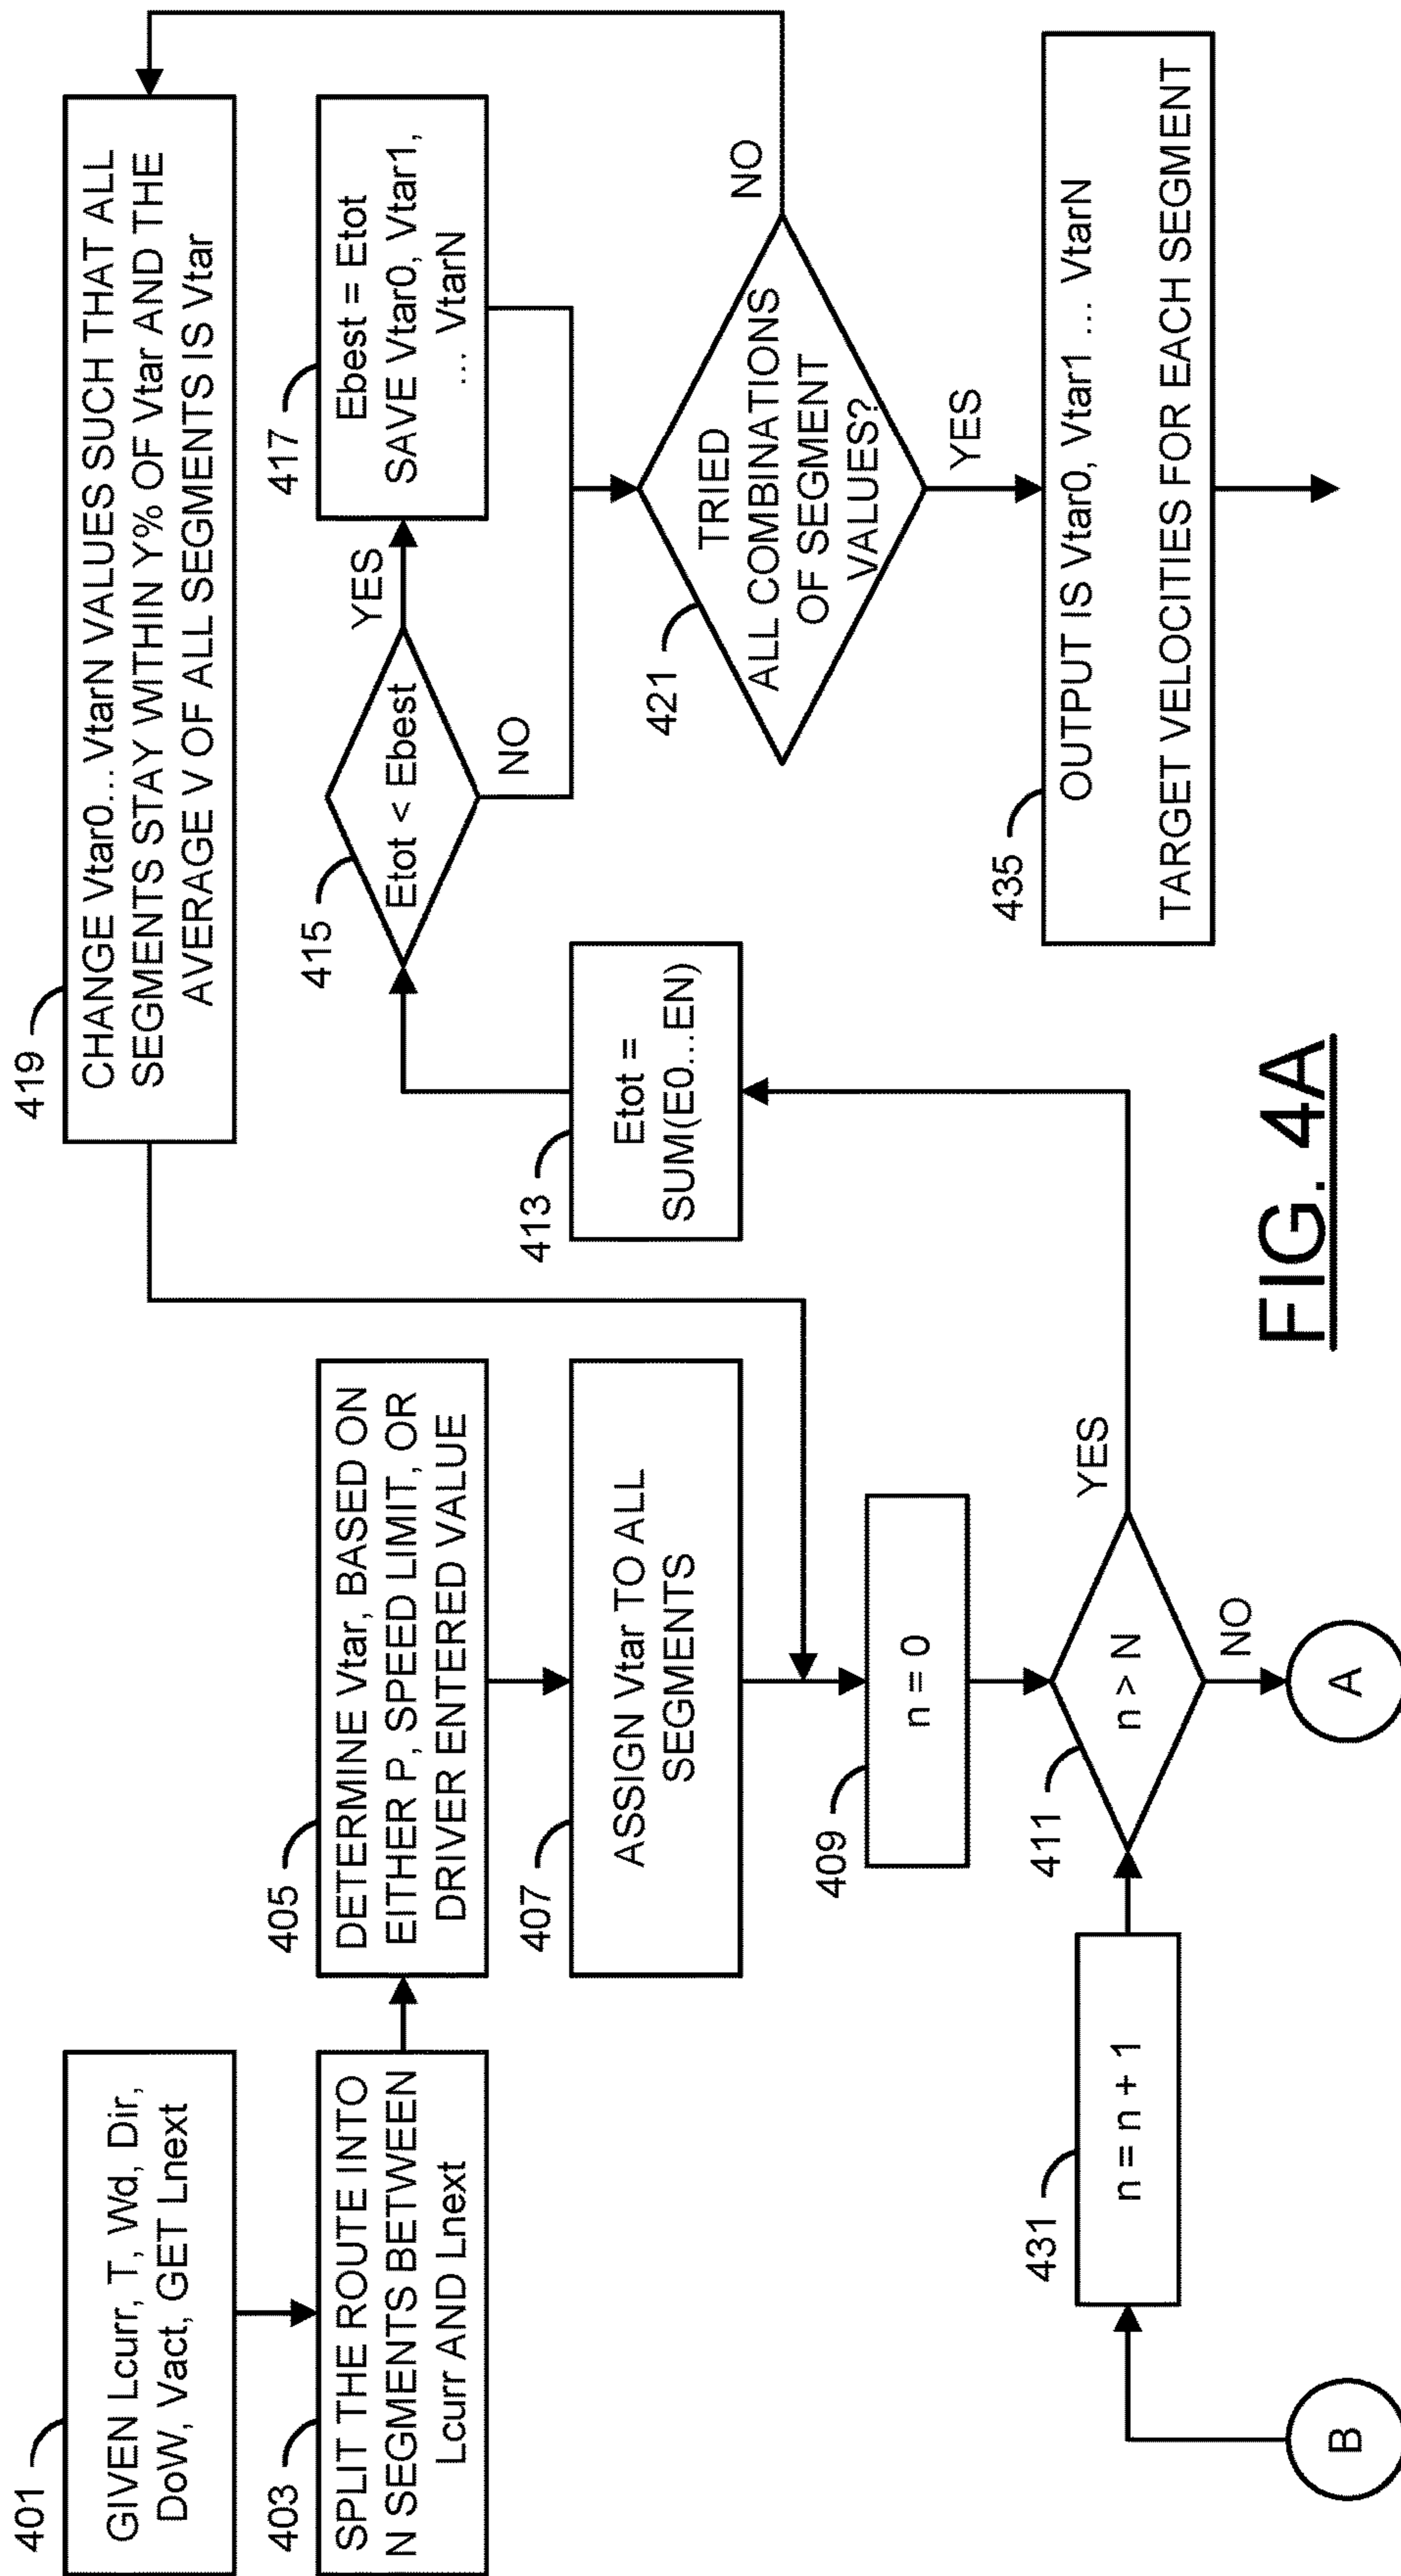 401
GIVEN Lcurr, T, Wd, Dir,
DoW, Vact, GET Lnext
403
SPLIT THE ROUTE INTO
N SEGMENTS BETWEEN
Lcurr AND Lnext
405
DETERMINE Vtar, BASED ON
EITHER P, SPEED LIMIT, OR
DRIVER ENTERED VALUE
407
ASSIGN Vtar TO ALL
SEGMENTS
409
n = 0
411
n > N
YES
NO
A
431
n = n + 1
B
413
Etot =
SUM(E0...EN)
415
Etot < Ebest
YES
NO
417
Ebest = Etot
SAVE Vtar0, Vtar1,
... VtarN
419
CHANGE Vtar0... VtarN VALUES SUCH THAT ALL
SEGMENTS STAY WITHIN Y% OF Vtar AND THE
AVERAGE V OF ALL SEGMENTS IS Vtar
421
TRIED
ALL COMBINATIONS
OF SEGMENT
VALUES?
NO
YES
435
OUTPUT IS Vtar0, Vtar1 ... VtarN
TARGET VELOCITIES FOR EACH SEGMENT
FIG. 4A